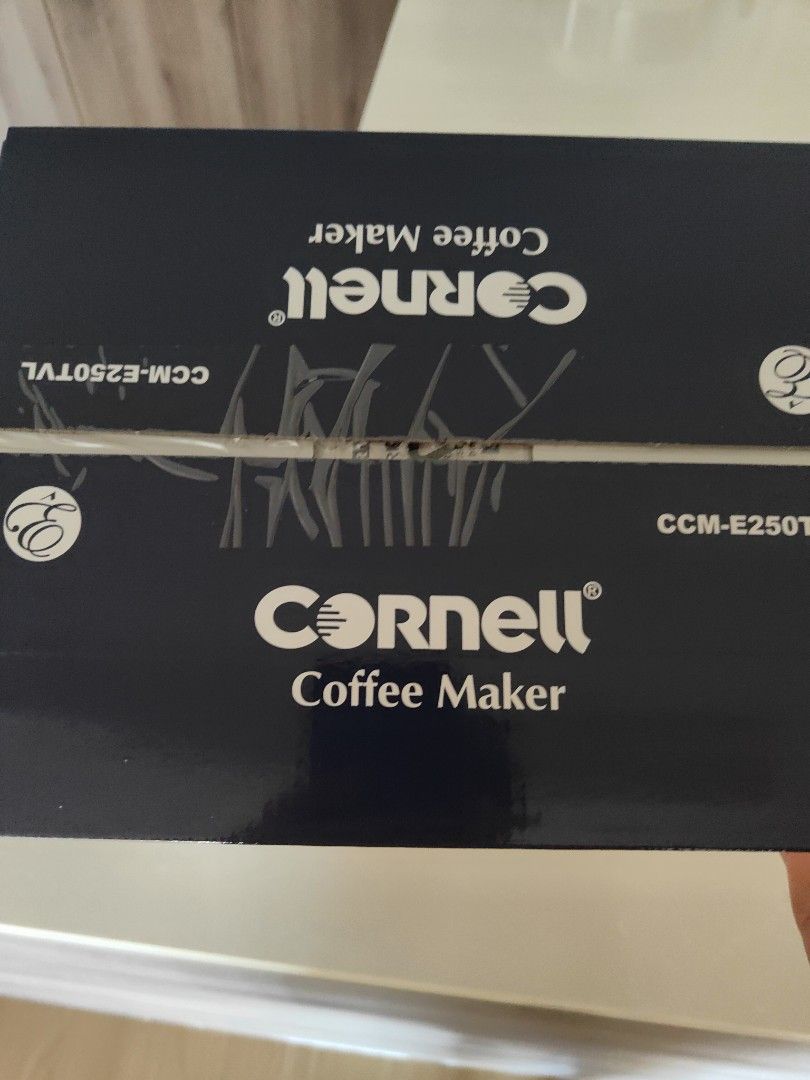 Coffee Maker
CORNell®
CCM-E250TVL
E
E
CCM-E250T
CORNell®
Coffee Maker